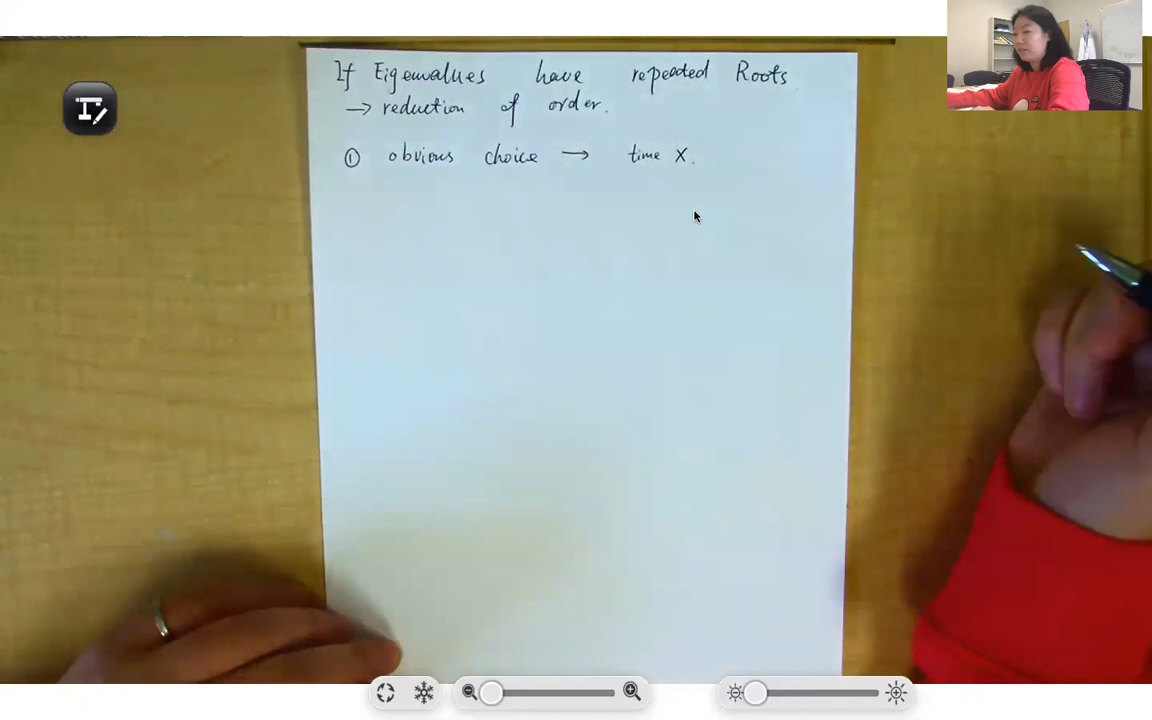 If Eigenvalues have repeated Roots.
→ reduction of order.
① obvious choice → time x.